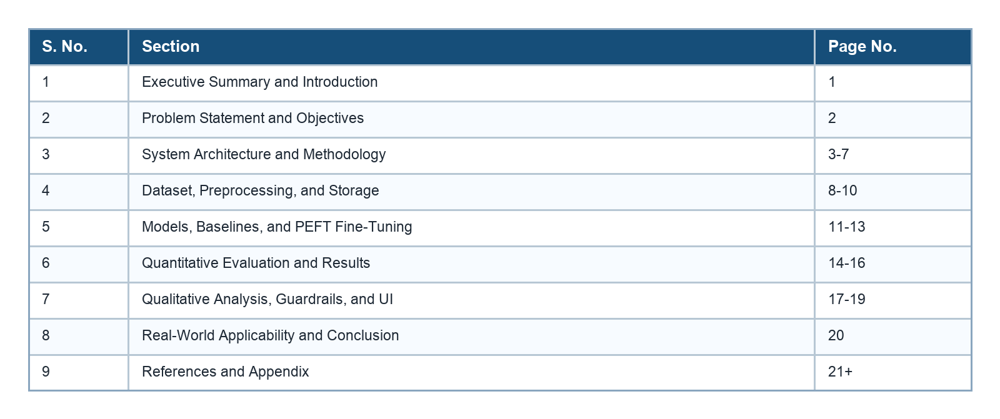 S. No. Section Page No.
1 Executive Summary and Introduction 1
2 Problem Statement and Objectives 2
3 System Architecture and Methodology 3-7
4 Dataset, Preprocessing, and Storage 8-10
5 Models, Baselines, and PEFT Fine-Tuning 11-13
6 Quantitative Evaluation and Results 14-16
7 Qualitative Analysis, Guardrails, and UI 17-19
8 Real-World Applicability and Conclusion 20
9 References and Appendix 21+